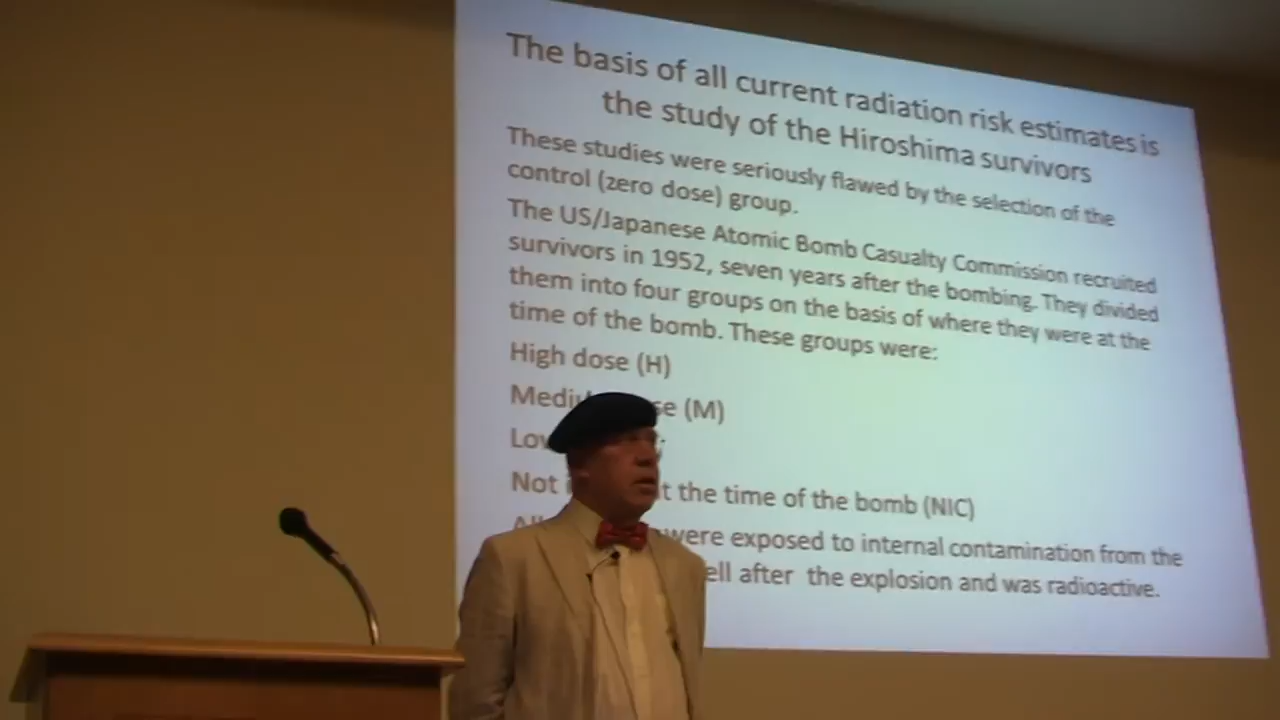 The basis of all current radiation risk estimates is
the study of the Hiroshima survivors
These studies were seriously flawed by the selection of the
control (zero dose) group.
The US/Japanese Atomic Bomb Casualty Commission recruited
survivors in 1952, seven years after the bombing. They divided
them into four groups on the basis of where they were at the
time of the bomb. These groups were:
High dose (H)
se (M)
Not the time of the bomb (NIC)
were exposed to internal contamination from the
after the explosion and was radioactive.